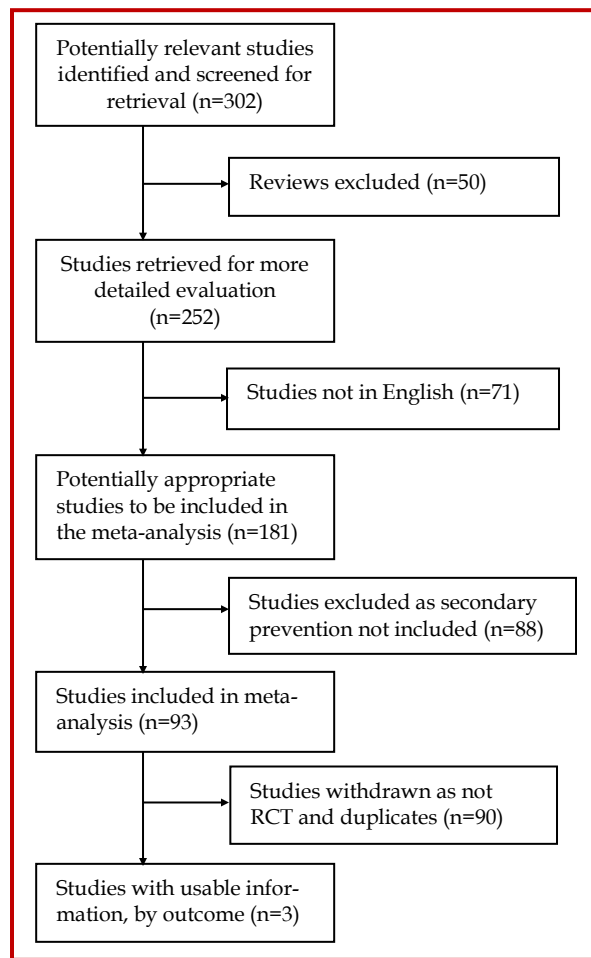 Potentially relevant studies
identified and screened for
retrieval (n=302)
Reviews excluded (n=50)
Studies retrieved for more
detailed evaluation
(n=252)
Studies not in English (n=71)
Potentially appropriate
studies to be included in
the meta-analysis (n=181)
Studies excluded as secondary
prevention not included (n=88)
Studies included in meta-
analysis (n=93)
Studies withdrawn as not
RCT and duplicates (n=90)
Studies with usable infor-
mation, by outcome (n=3)